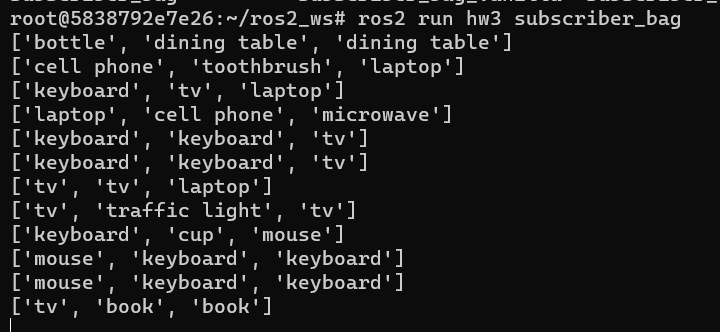 root@5838792e7e26:~/ros2_ws# ros2 run hw3 subscriber_bag
['bottle', 'dining table', 'dining table']
['cell phone', 'toothbrush', 'laptop']
['keyboard', 'tv', 'laptop']
['laptop', 'cell phone', 'microwave']
['keyboard', 'keyboard', 'tv']
['keyboard', 'keyboard', 'tv']
['tv', 'tv', 'laptop']
['tv', 'traffic light', 'tv']
['keyboard', 'cup', 'mouse']
['mouse', 'keyboard', 'keyboard']
['mouse', 'keyboard', 'keyboard']
['tv', 'book', 'book']